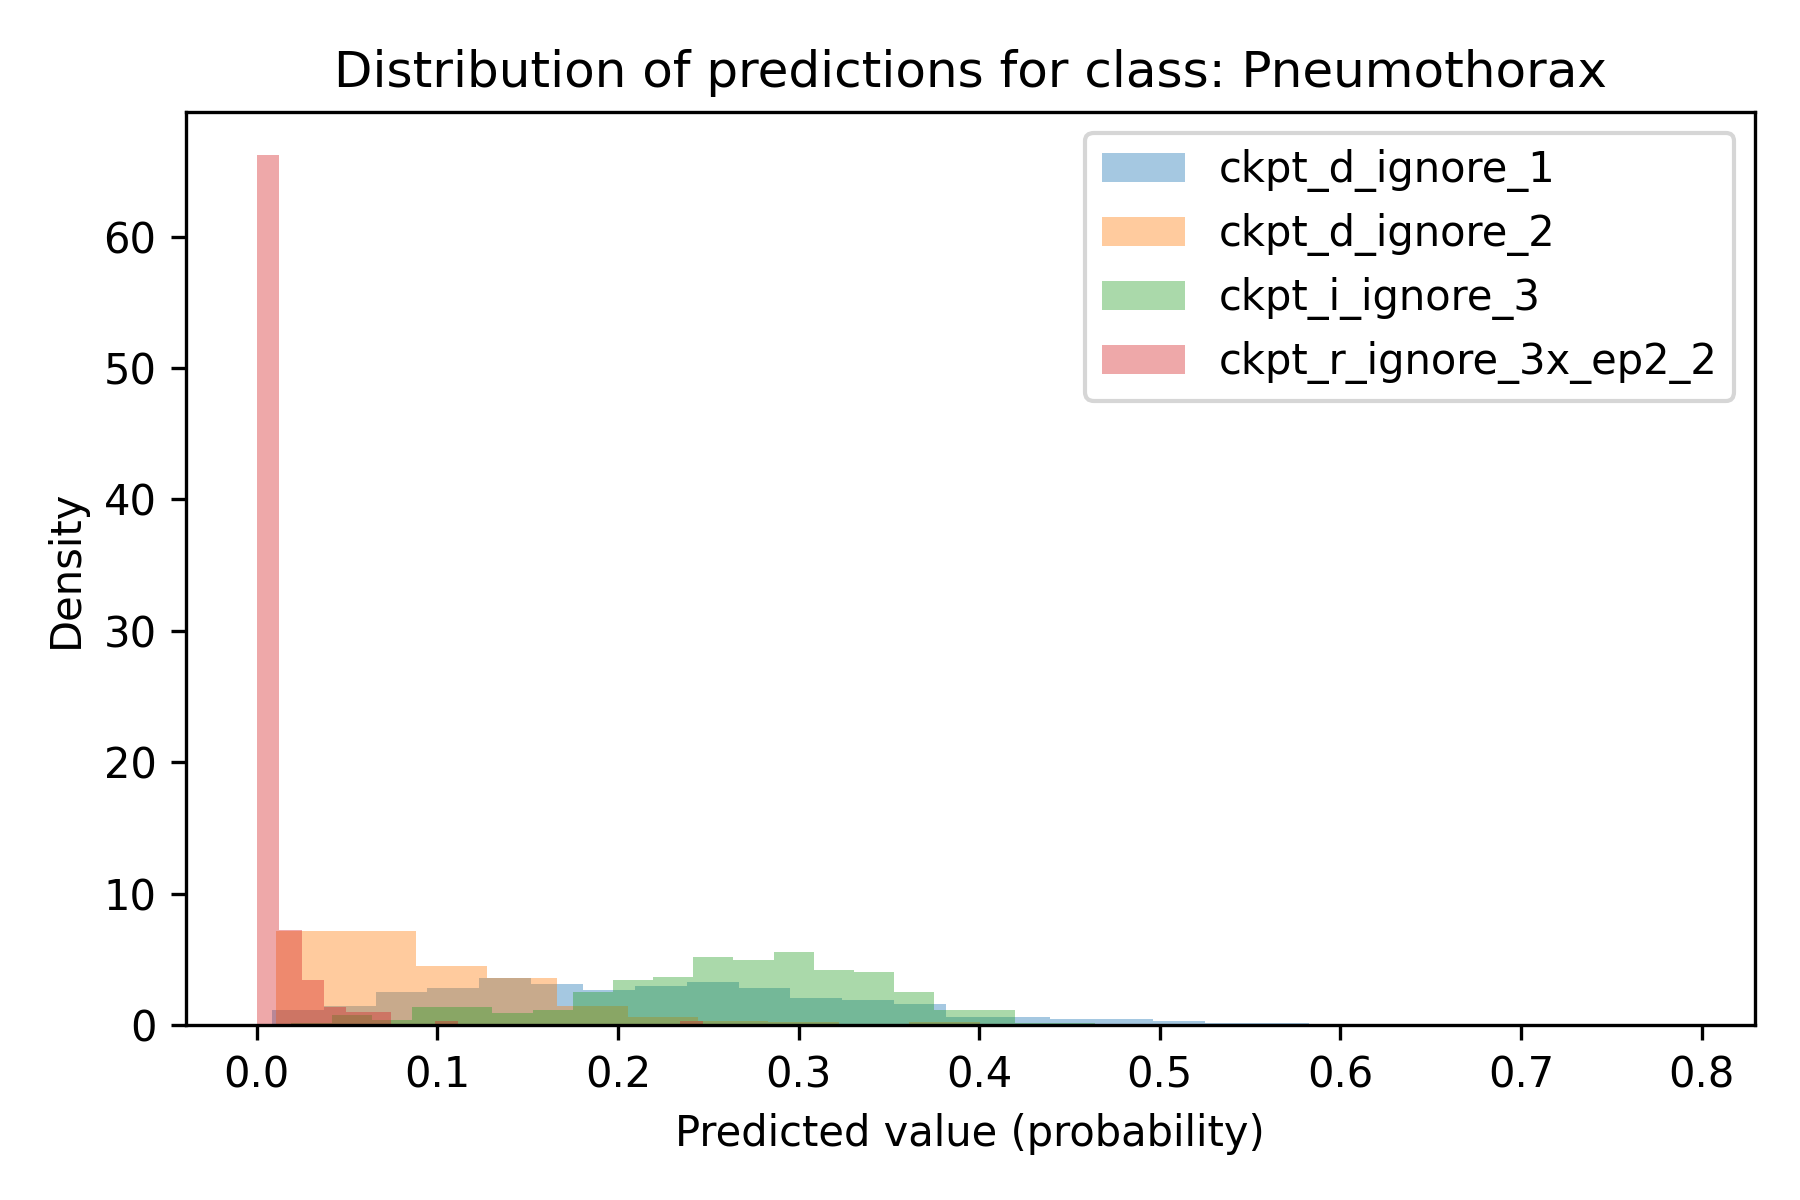 Distribution of predictions for class: Pneumothorax
ckpt_d_ignore_1
ckpt_d_ignore_2
ckpt_i_ignore_3
ckpt_r_ignore_3x_ep2_2
Density
60
50
40
30
20
10
0
0.0 0.1 0.2 0.3 0.4 0.5 0.6 0.7 0.8
Predicted value (probability)